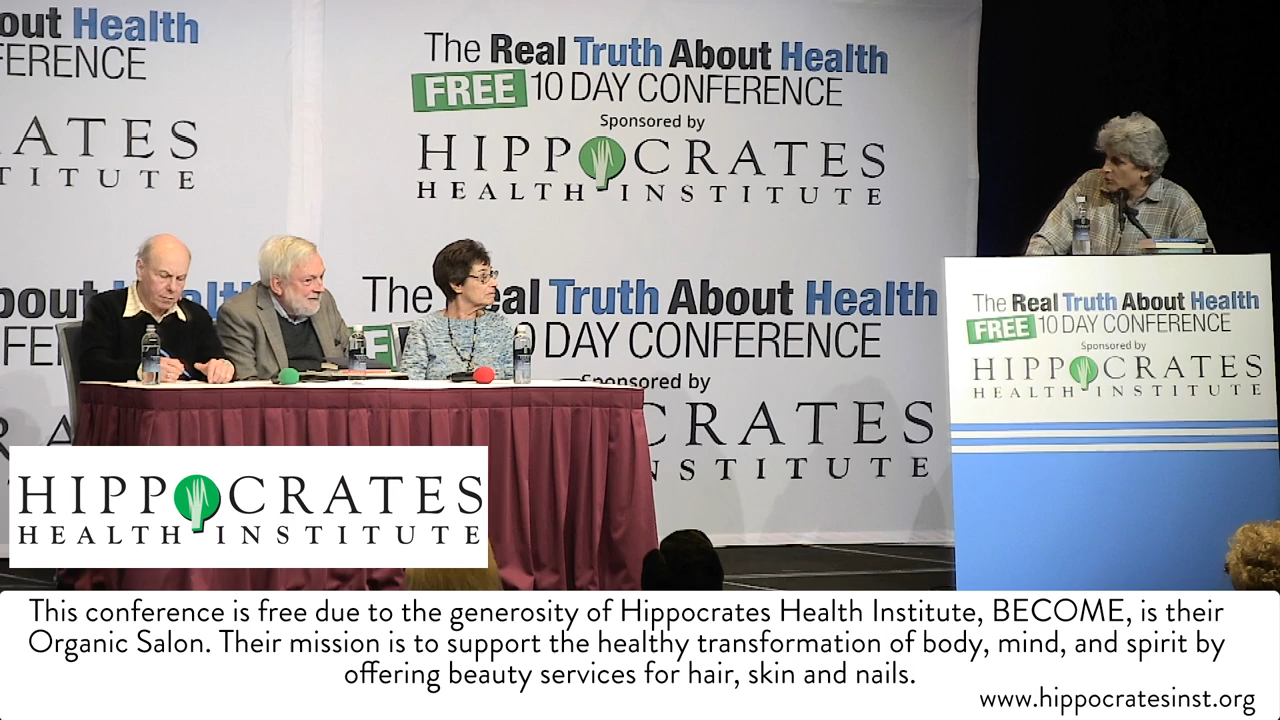 out Health
FERENCE
RATES
TITUTE
The Real Truth About Health
FREE 10 DAY CONFERENCE
Sponsored by
HIPPOCRATES
HEALTH INSTITUTE
bout Health
FE
The Real Truth About Health
F 0 DAY CONFERENCE
Sponsored by
CRATES
NSTITUTE
R A
The Real Truth About Health
FREE 10 DAY CONFERENCE
Sponsored by
HIPPOCRATES
HEALTH INSTITUTE
HIPPOCRATES
HEALTH INSTITUTE
This conference is free due to the generosity of Hippocrates Health Institute, BECOME, is their
Organic Salon. Their mission is to support the healthy transformation of body, mind, and spirit by
offering beauty services for hair, skin and nails.
www.hippocratesinst.org